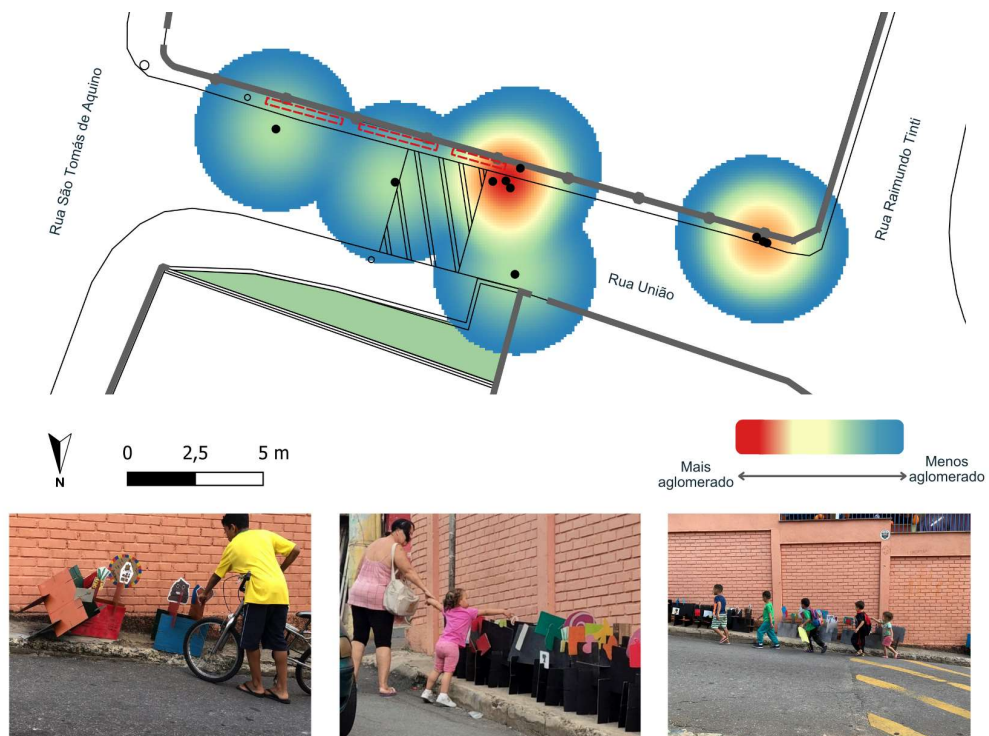 Rua São Tomás de Aquino
Rua Raimundo Tinti
Rua União
N
0 2,5 5 m
Mais aglomerado
Menos aglomerado